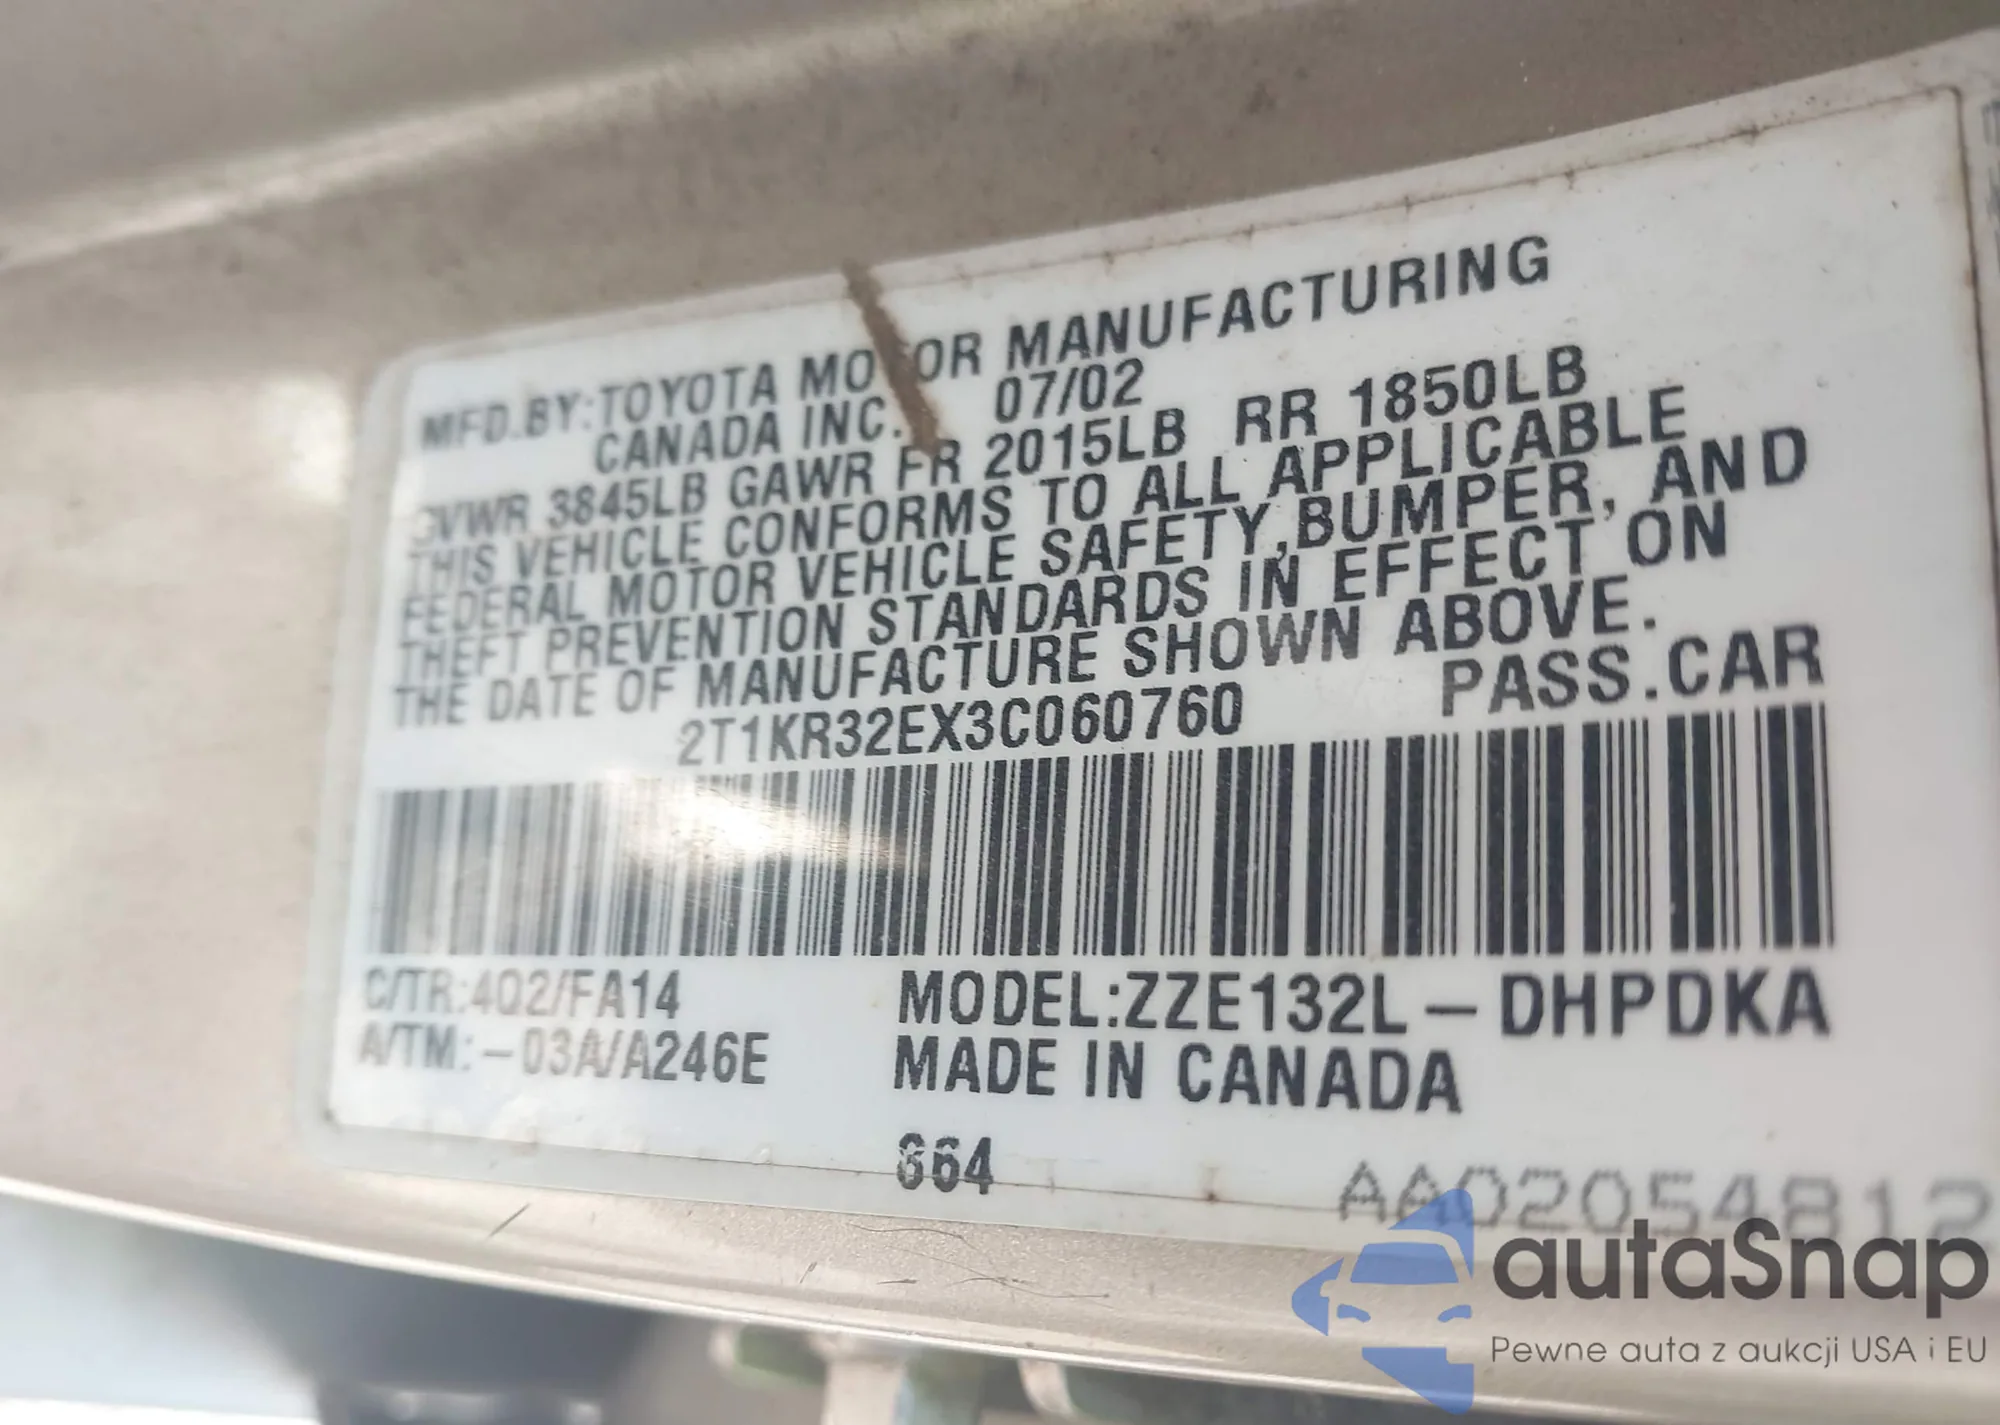 MFD.BY:TOYOTA MOTOR MANUFACTURING
CANADA INC. 07/02
GVWR 3845LB GAWR FR 2015LB RR 1850LB
THIS VEHICLE CONFORMS TO ALL APPLICABLE
FEDERAL MOTOR VEHICLE SAFETY,BUMPER, AND
THEFT PREVENTION STANDARDS IN EFFECT ON
THE DATE OF MANUFACTURE SHOWN ABOVE.
2T1KR32EX3C060760 PASS.CAR
C/TR:4Q2/FA14 MODEL:ZZE132L-DHPDKA
A/TM:-03A/A246E MADE IN CANADA
664
AA02054812
autaSnap
Pewne auta z aukcji USA i EU